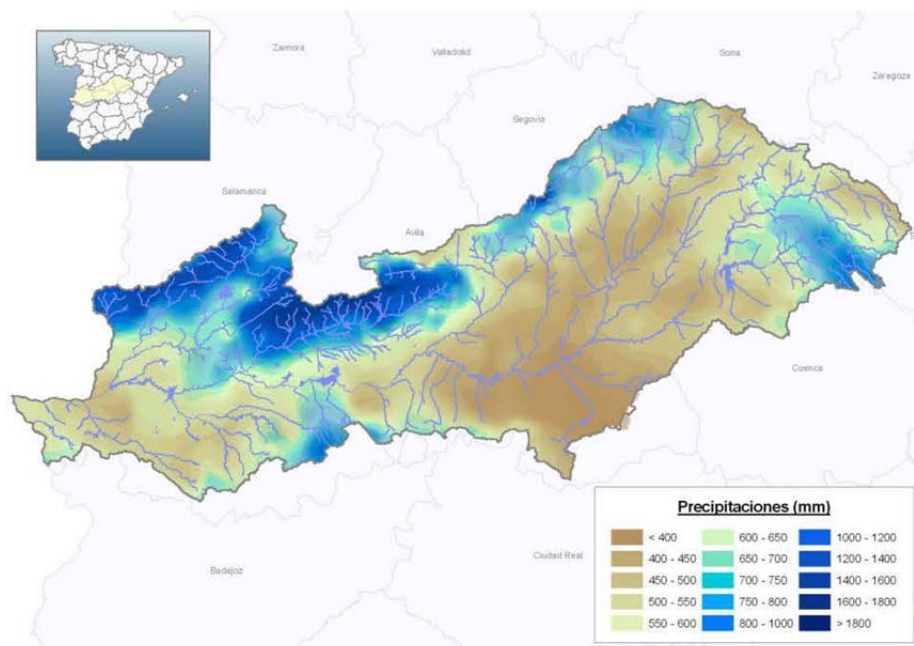 Zamora
Valladolid
Soria
Zaragoza
Segovia
Salamanca
Ávila
Cuenca
Ciudad Real
Badajoz
Precipitaciones (mm)
< 400
600 - 650
1000 - 1200
400 - 450
650 - 700
1200 - 1400
450 - 500
700 - 750
1400 - 1600
500 - 550
750 - 800
1600 - 1800
550 - 600
800 - 1000
> 1800